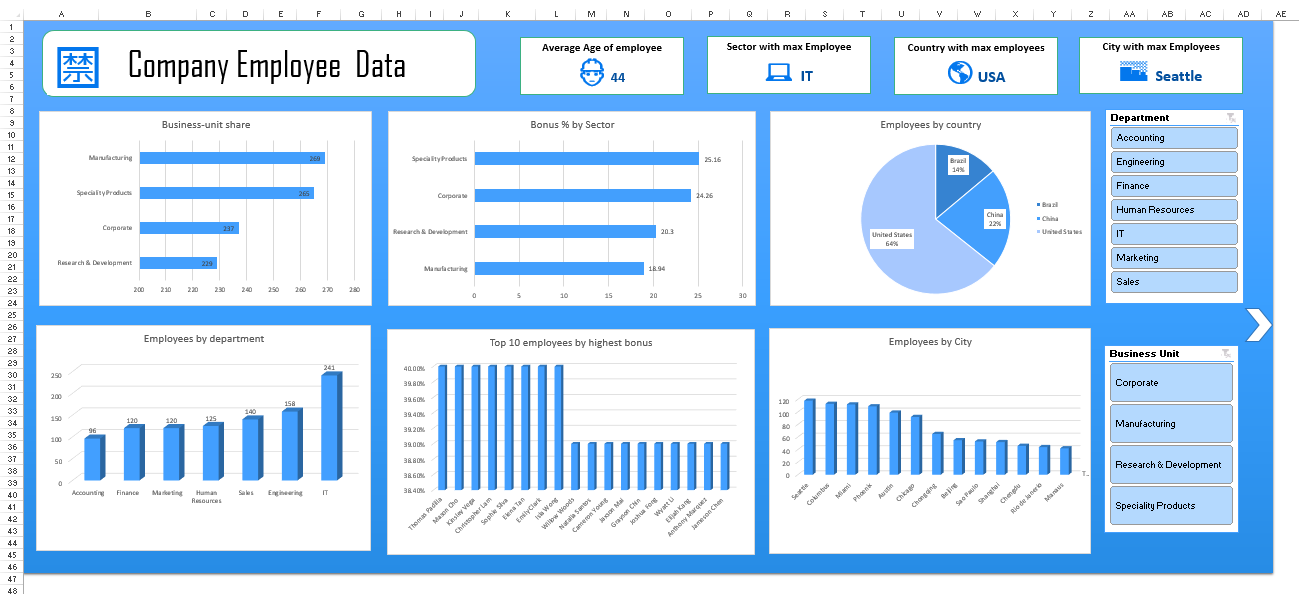 A B C D E F G H I J K L M N O P Q R S T U V W X Y Z AA AB AC AD AE
1
2
3
4
5
6
7
8
9
10
11
12
13
14
15
16
17
18
19
20
21
22
23
24
25
26
27
28
29
30
31
32
33
34
35
36
37
38
39
40
41
42
43
44
45
46
47
48
禁 Company Employee Data
Average Age of employee
44
Sector with max Employee
IT
Country with max employees
USA
City with max Employees
Seattle
Business-unit share
Manufacturing 269
Speciality Products 265
Corporate 237
Research & Development 229
200 210 220 230 240 250 260 270 280
Bonus % by Sector
Speciality Products 25.16
Corporate 24.26
Research & Development 20.3
Manufacturing 18.94
0 5 10 15 20 25 30
Employees by country
Brazil
14%
China
22%
United States
64%
Brazil
China
United States
Department
Accounting
Engineering
Finance
Human Resources
IT
Marketing
Sales
Employees by department
250
200
150
100
50
0
96 120 120 125 140 158 241
Accounting Finance Marketing Human Resources Sales Engineering IT
Top 10 employees by highest bonus
40.00%
39.80%
39.60%
39.40%
39.20%
39.00%
38.80%
38.60%
38.40%
Thomas Padilla
Mason Cho
Kinsley Vega
Christopher Lam
Sophie Silva
Elena Tan
Emily Clark
Isla Wong
Willow Woods
Natalia Santos
Cameron Young
Jaxson Mai
Grayson Chin
Joshua Fong
Wyatt Li
Elijah Kang
Anthony Marquez
Jameson Chen
Employees by City
120
100
80
60
40
20
0
Seattle
Columbus
Miami
Phoenix
Austin
Chicago
Chongqing
Beijing
Sao Paulo
Shanghai
Chengdu
Rio de Janerio
Manaus
T...
Business Unit
Corporate
Manufacturing
Research & Development
Speciality Products